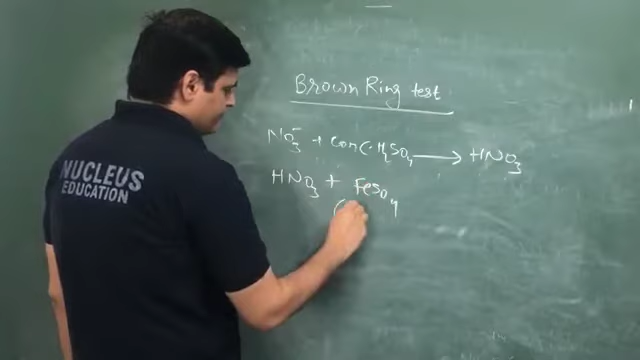 Brown Ring test
NO₃⁻ + conc. H₂SO₄ ⟶ HNO₃
HNO₃ + FeSO₄
(
NUCLEUS
EDUCATION